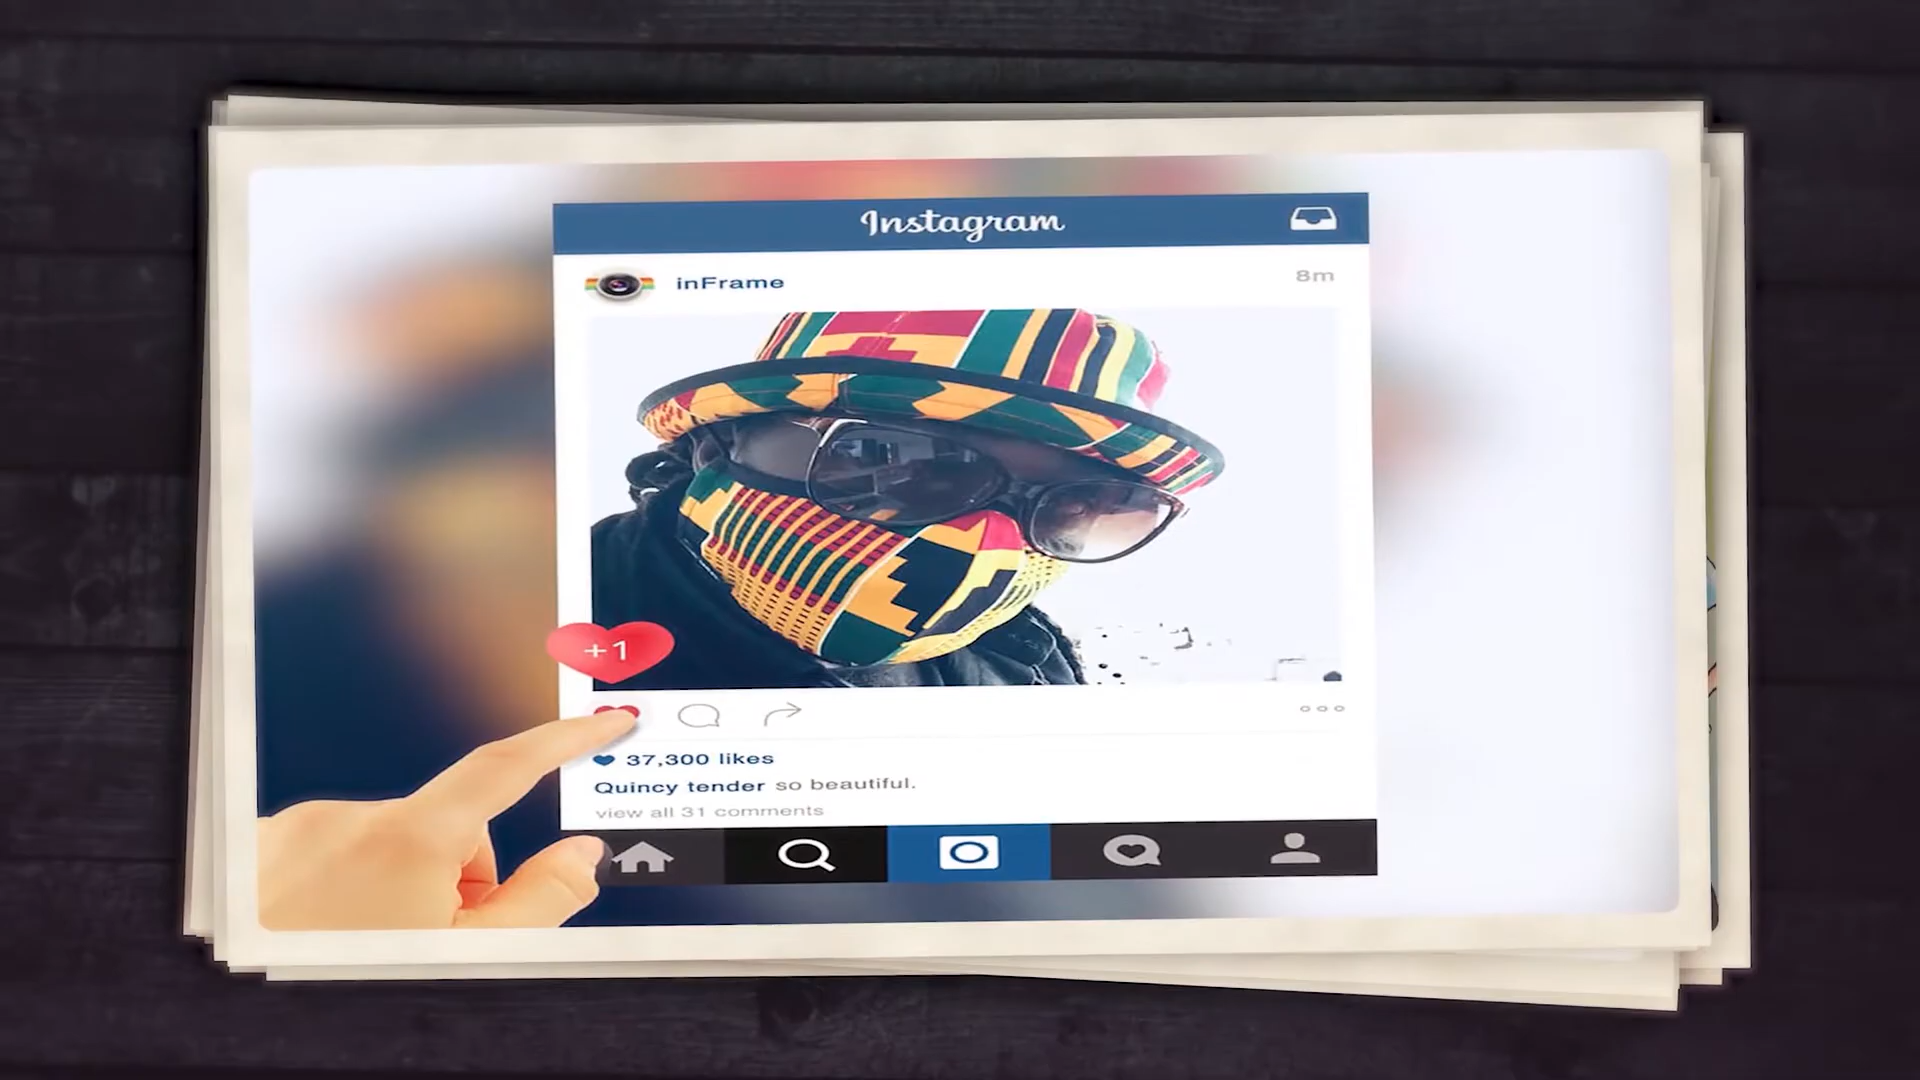 Instagram
inFrame
8m
+1
37,300 likes
Quincy tender so beautiful.
view all 31 comments